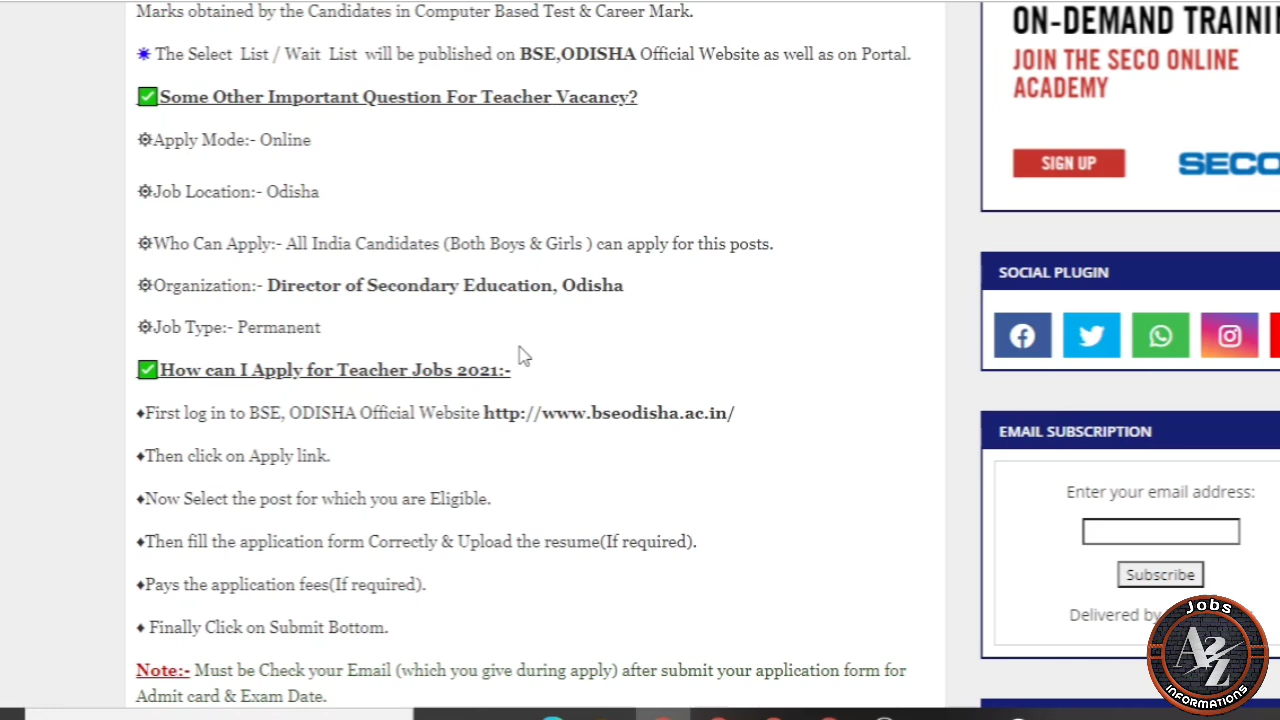 Marks obtained by the Candidates in Computer Based Test & Career Mark.
The Select List / Wait List will be published on BSE,ODISHA Official Website as well as on Portal.
Some Other Important Question For Teacher Vacancy?
Apply Mode:- Online
Job Location:- Odisha
Who Can Apply:- All India Candidates (Both Boys & Girls ) can apply for this posts.
Organization:- Director of Secondary Education, Odisha
Job Type:- Permanent
How can I Apply for Teacher Jobs 2021:-
♦First log in to BSE, ODISHA Official Website http://www.bseodisha.ac.in/
♦Then click on Apply link.
♦Now Select the post for which you are Eligible.
♦Then fill the application form Correctly & Upload the resume(If required).
♦Pays the application fees(If required).
♦ Finally Click on Submit Bottom.
Note:- Must be Check your Email (which you give during apply) after submit your application form for
Admit card & Exam Date.
ON-DEMAND TRAINI
JOIN THE SECO ONLINE
ACADEMY
SIGN UP
SECO
SOCIAL PLUGIN
EMAIL SUBSCRIPTION
Enter your email address:
Subscribe
Delivered by
Jobs
A2Z
INFORMATIONS